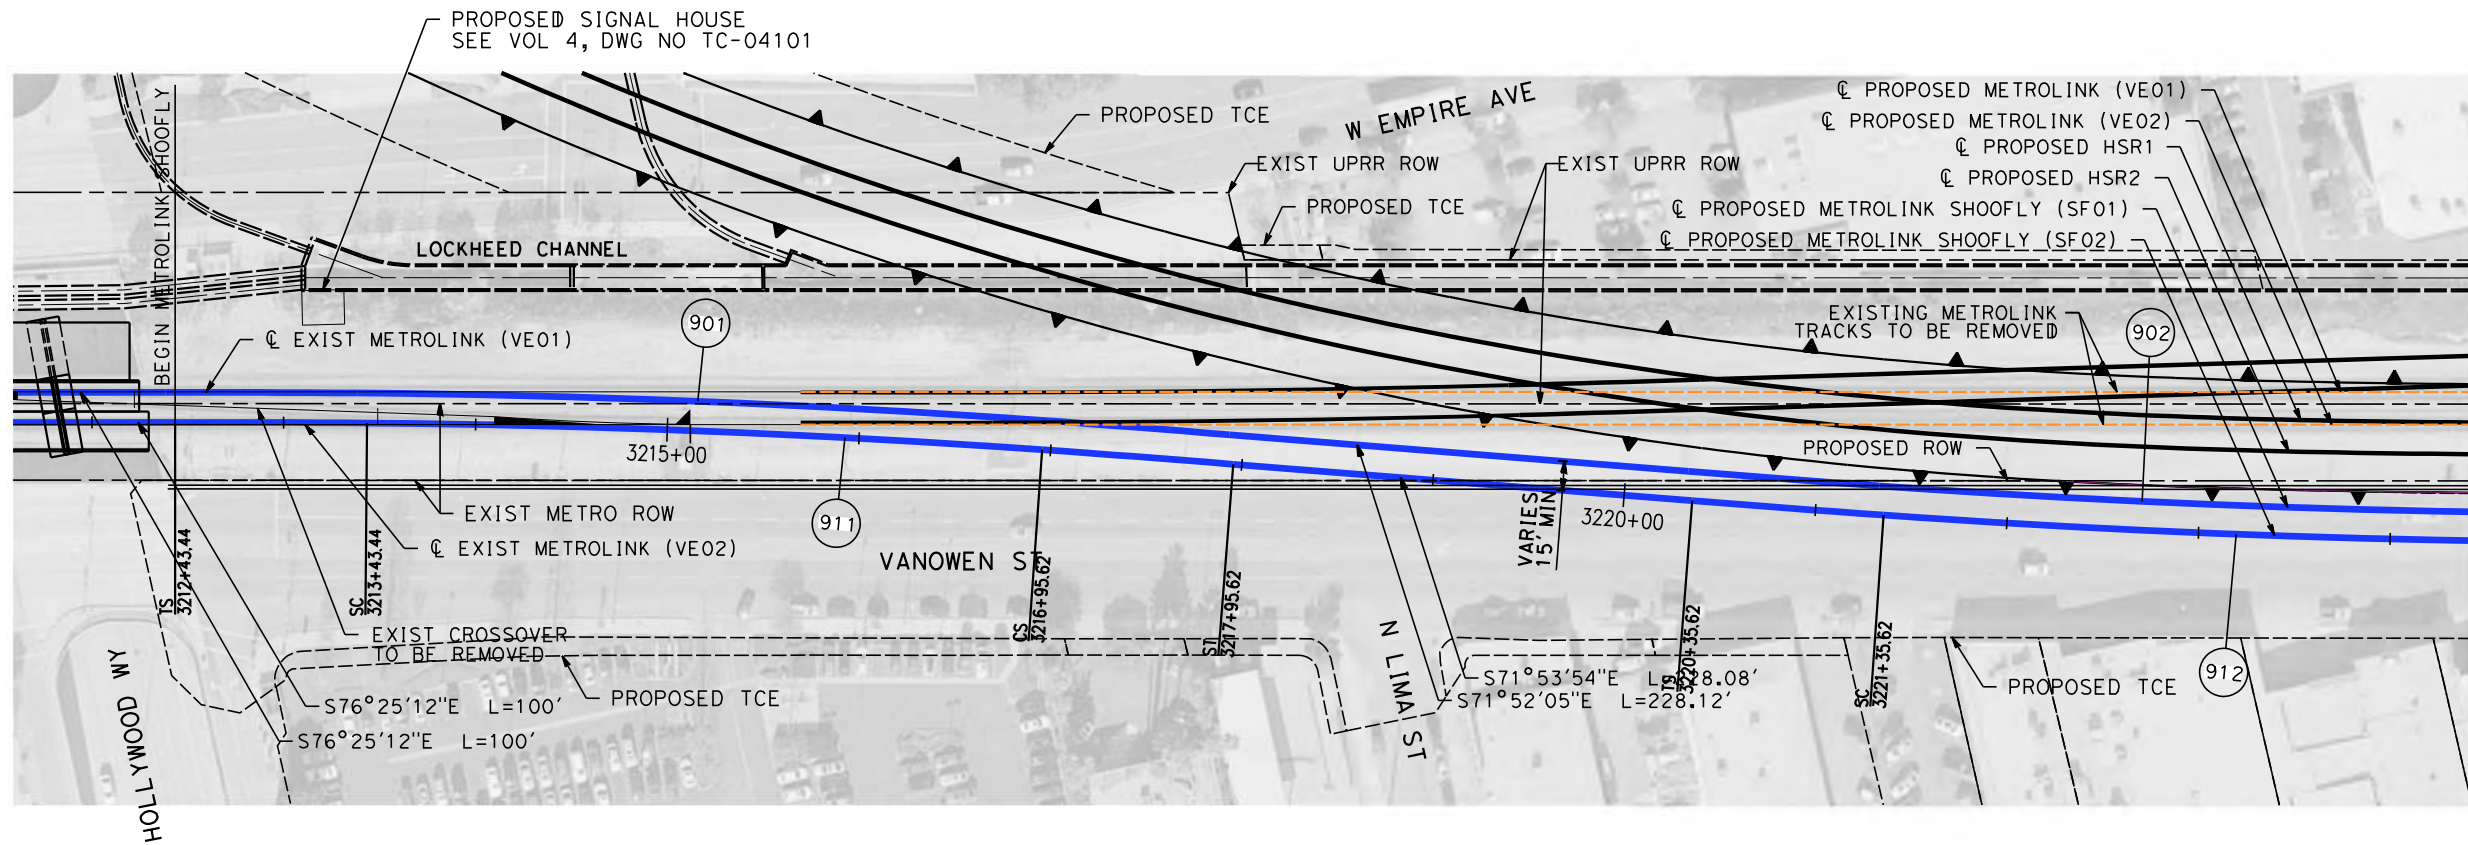 PROPOSED SIGNAL HOUSE
SEE VOL 4, DWG NO TC-04101
BEGIN METROLINK SHOOFLY
LOCKHEED CHANNEL
PROPOSED TCE
W EMPIRE AVE
EXIST UPRR ROW
EXIST UPRR ROW
PROPOSED TCE
℄ PROPOSED METROLINK (VE01)
℄ PROPOSED METROLINK (VE02)
℄ PROPOSED HSR1
℄ PROPOSED HSR2
℄ PROPOSED METROLINK SHOOFLY (SF01)
℄ PROPOSED METROLINK SHOOFLY (SF02)
EXISTING METROLINK
TRACKS TO BE REMOVED
901
902
℄ EXIST METROLINK (VE01)
3215+00
PROPOSED ROW
EXIST METRO ROW
911
℄ EXIST METROLINK (VE02)
VANOWEN ST
VARIES
15' MIN
3220+00
TS
3212+43.44
SC
3213+43.44
CS
3216+95.62
ST
3217+95.62
TS
3220+35.62
SC
3221+35.62
EXIST CROSSOVER
TO BE REMOVED
PROPOSED TCE
S76°25'12"E L=100'
S76°25'12"E L=100'
HOLLYWOOD WY
N LIMA ST
S71°53'54"E L=228.08'
S71°52'05"E L=228.12'
PROPOSED TCE
912